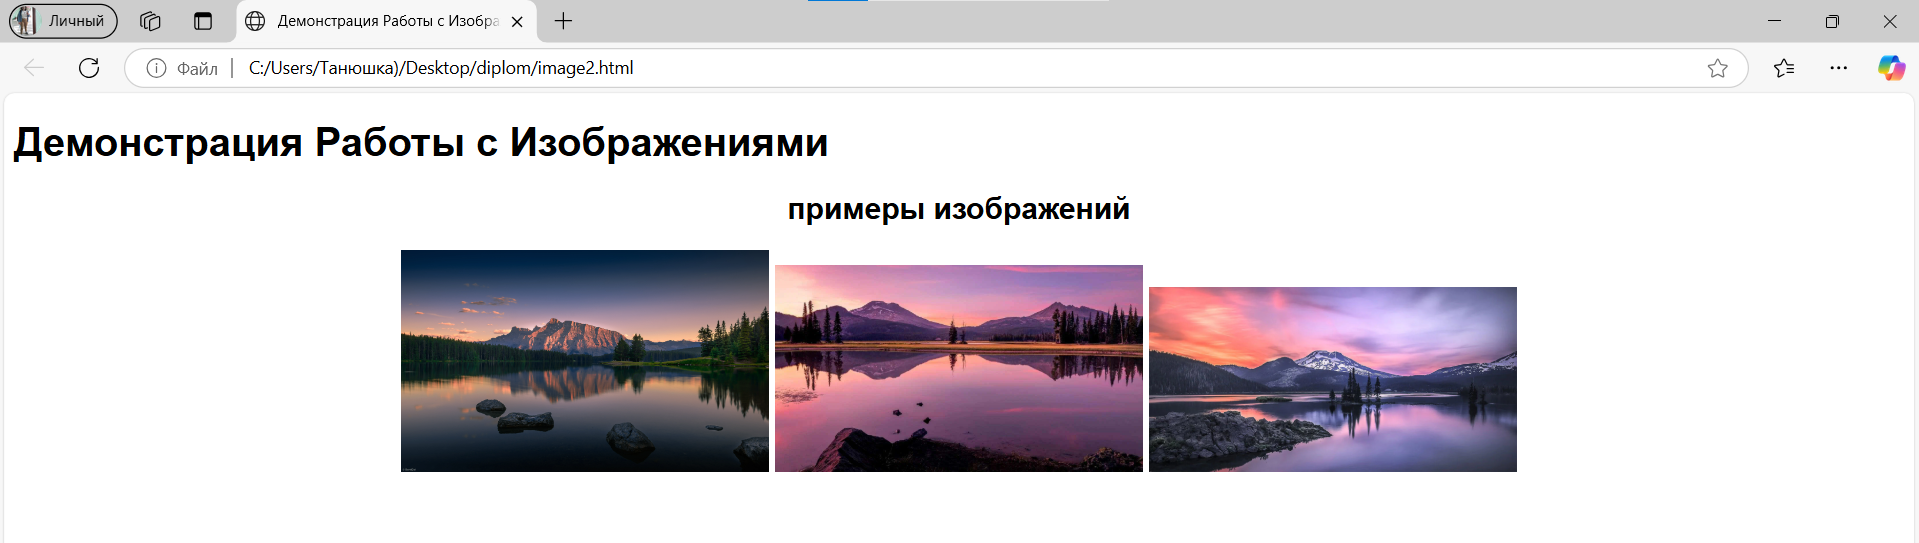 Личный
Демонстрация Работы с Изобра
Файл
C:/Users/Танюшка)/Desktop/diplom/image2.html
Демонстрация Работы с Изображениями
примеры изображений